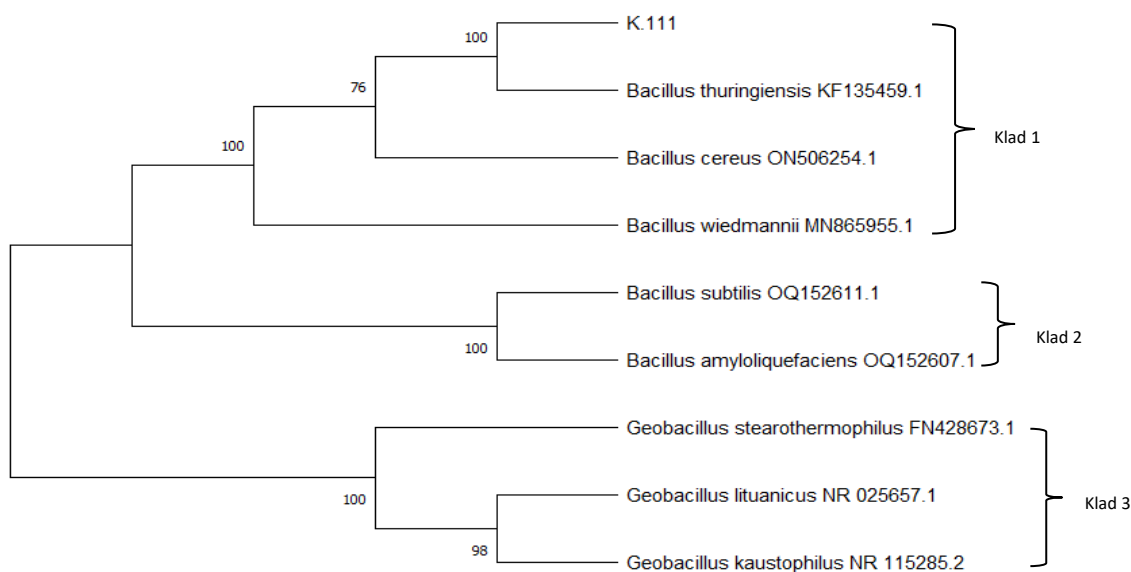 K.111
100
Bacillus thuringiensis KF135459.1
76
Bacillus cereus ON506254.1
100
Klad 1
Bacillus wiedmannii MN865955.1
Bacillus subtilis OQ152611.1
100
Klad 2
Bacillus amyloliquefaciens OQ152607.1
Geobacillus stearothermophilus FN428673.1
100
Geobacillus lituanicus NR 025657.1
Klad 3
98
Geobacillus kaustophilus NR 115285.2